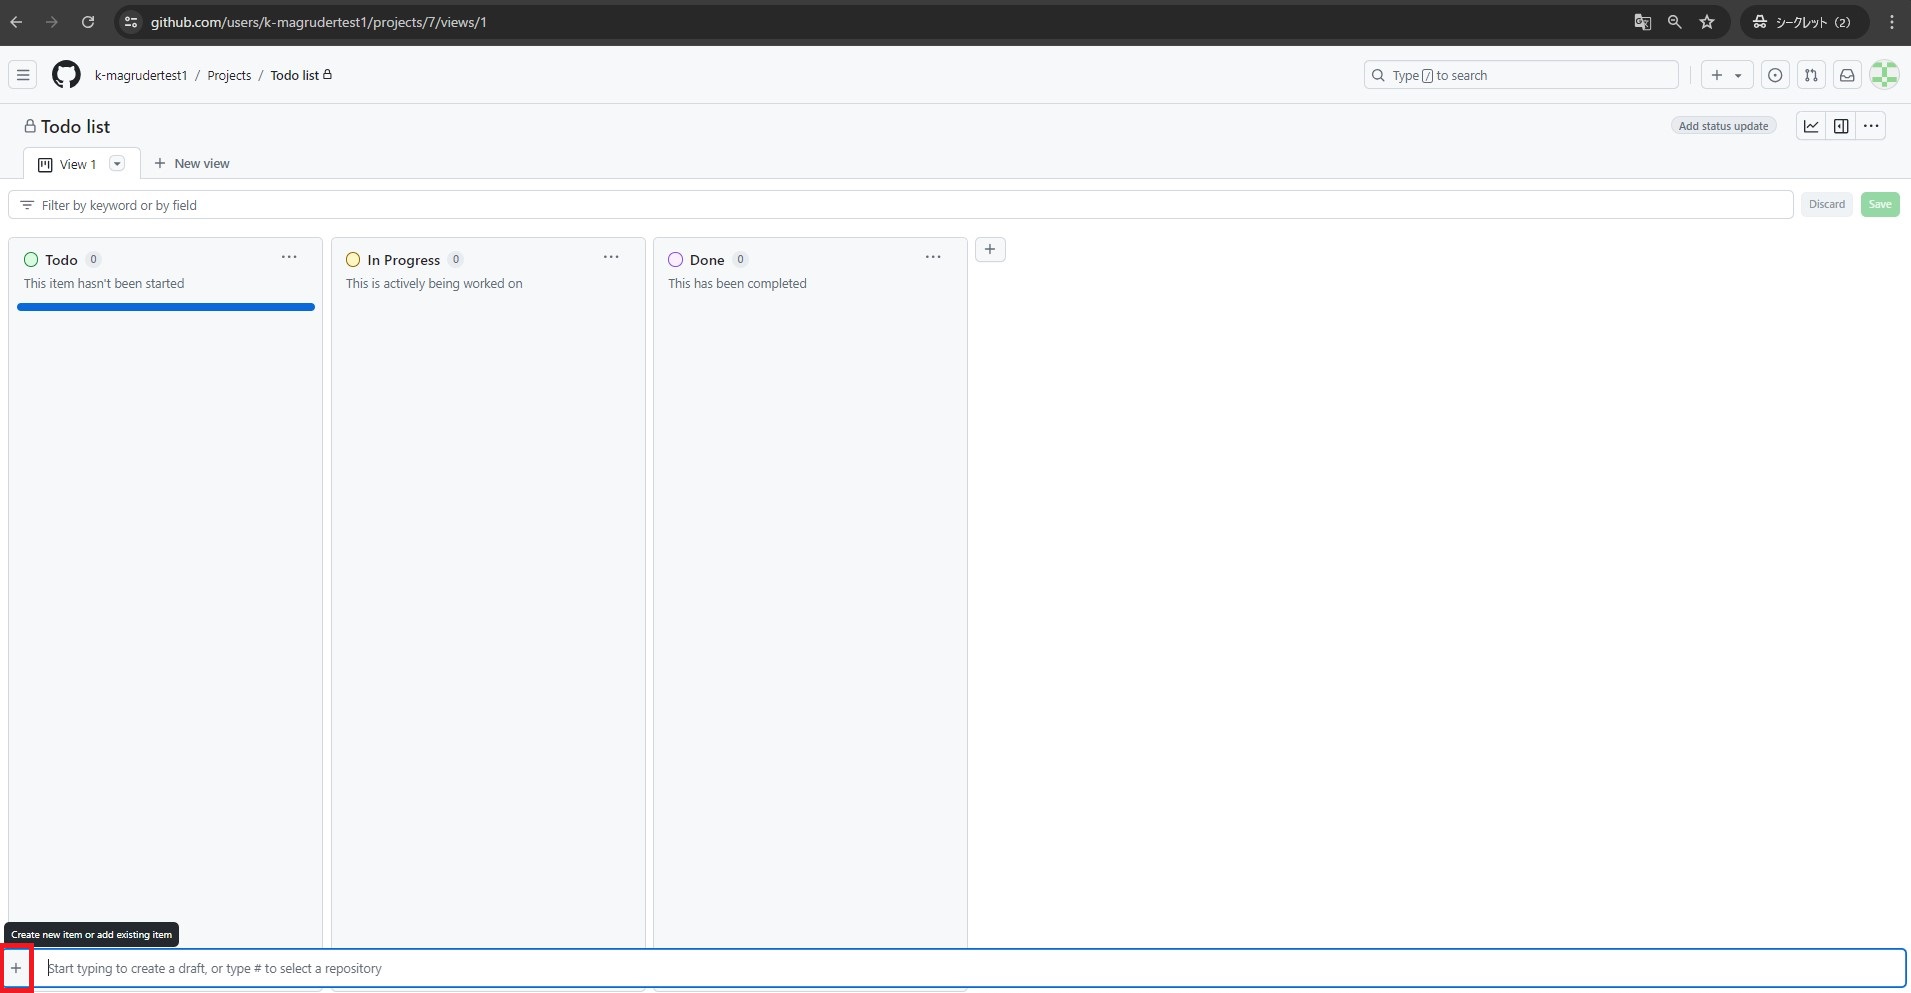 github.com/users/k-magrudertest1/projects/7/views/1
シークレット (2)
k-magrudertest1 / Projects / Todo list
Type / to search
Todo list
Add status update
View 1
New view
Filter by keyword or by field
Discard
Save
Todo 0
This item hasn't been started
In Progress 0
This is actively being worked on
Done 0
This has been completed
Create new item or add existing item
Start typing to create a draft, or type # to select a repository